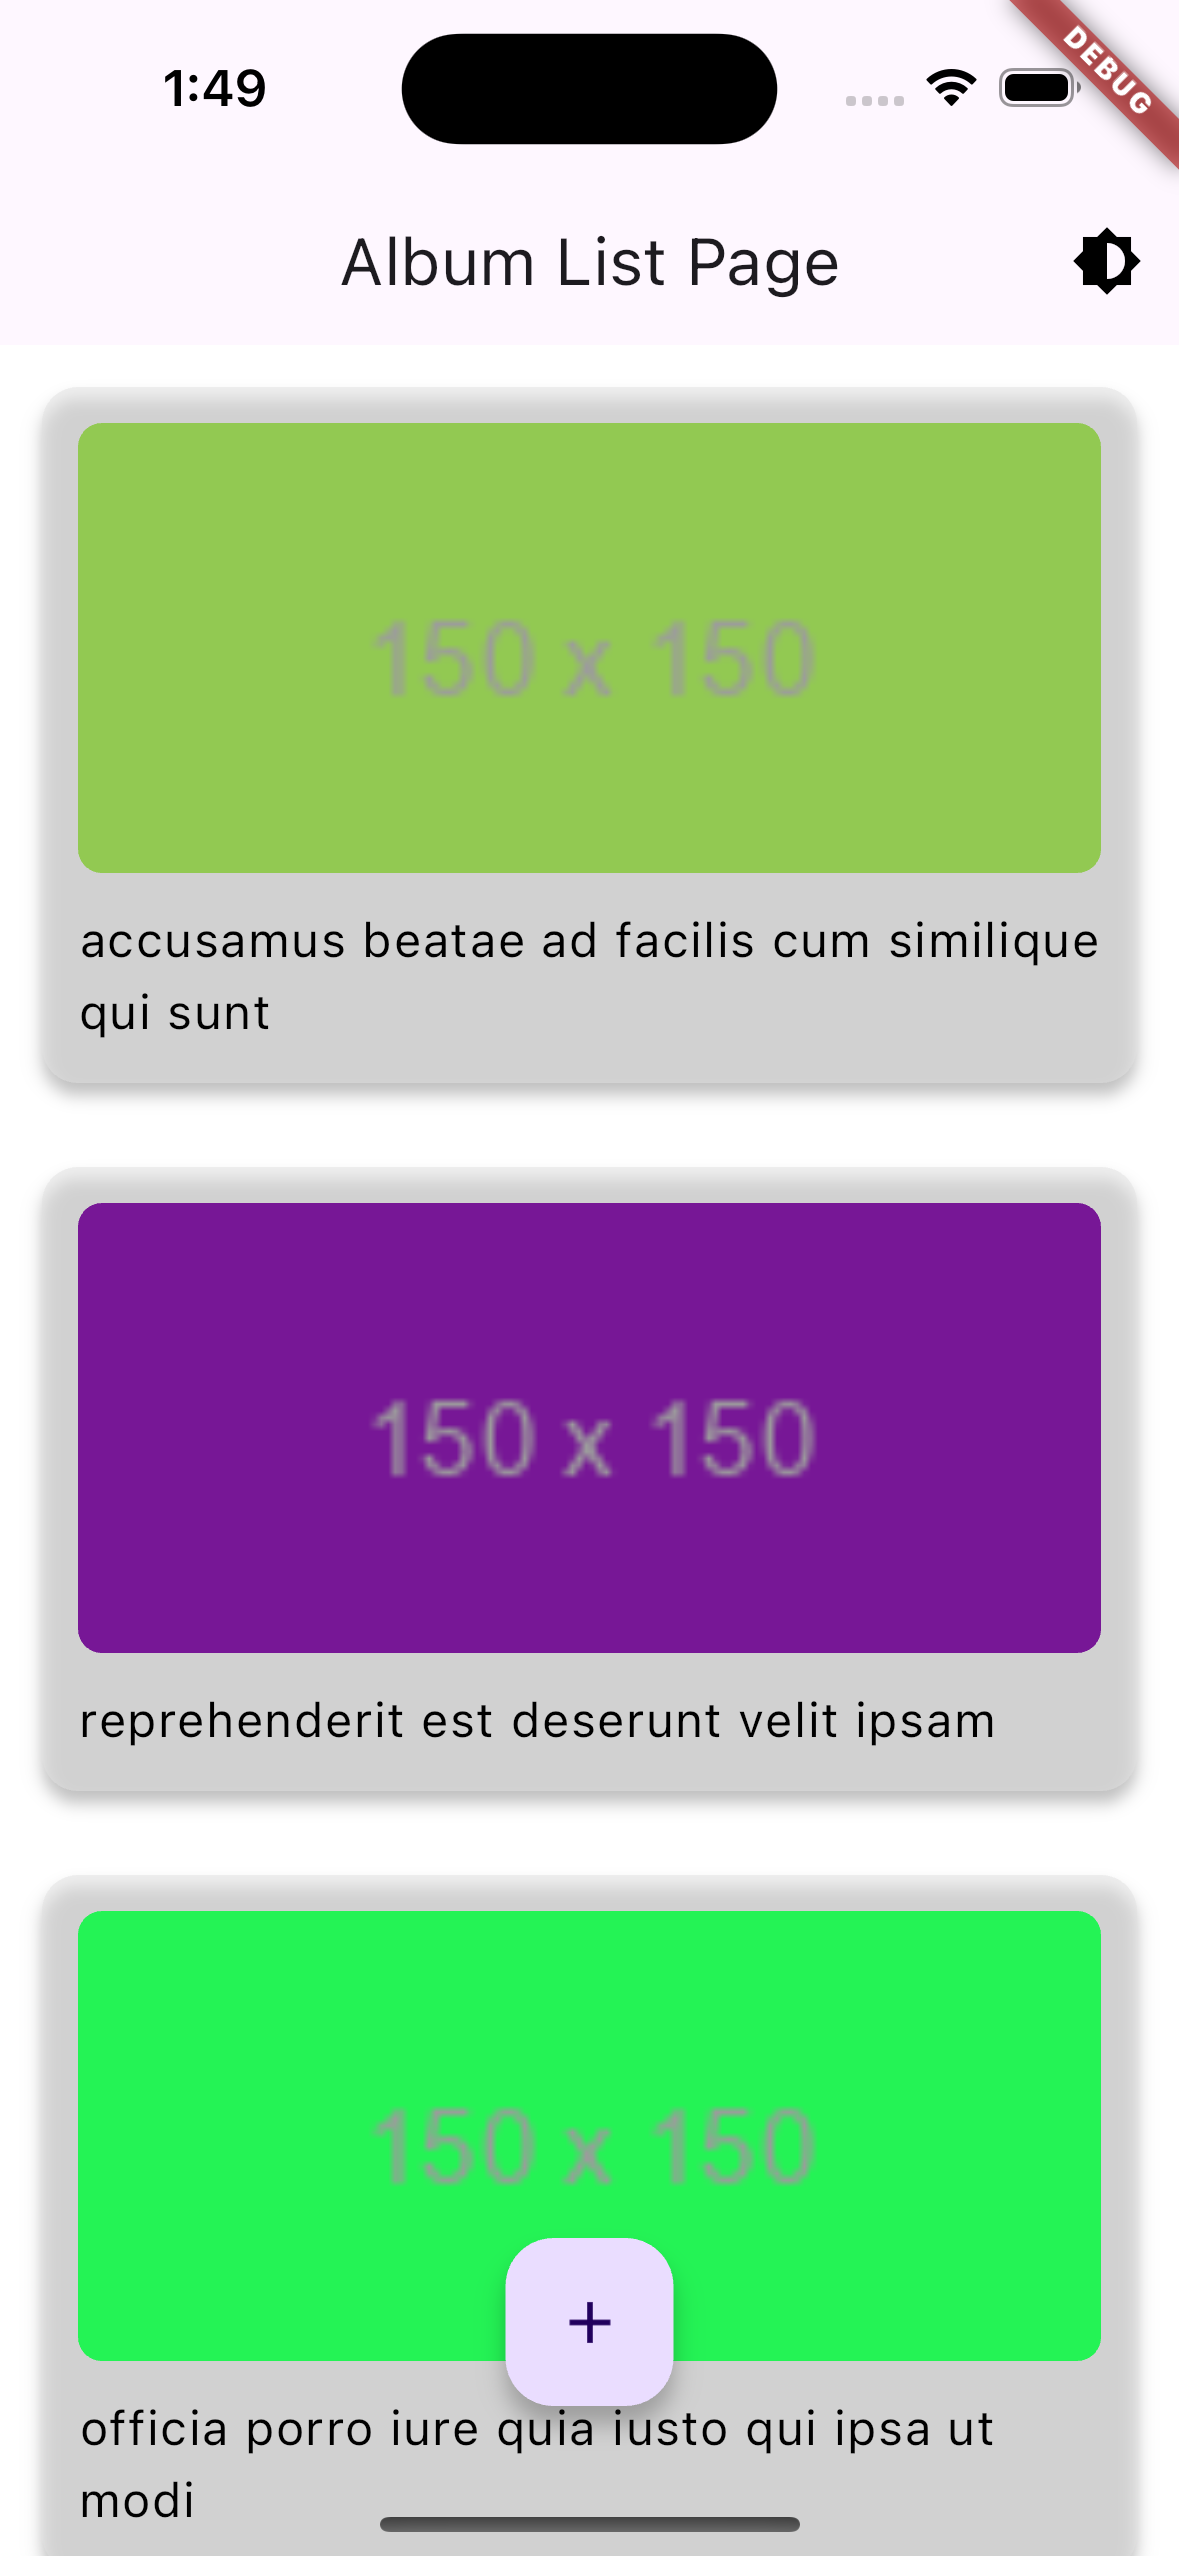 1:49
DEBUG
Album List Page
150 x 150
accusamus beatae ad facilis cum similique
qui sunt
150 x 150
reprehenderit est deserunt velit ipsam
150 x 150
+
officia porro iure quia iusto qui ipsa ut
modi